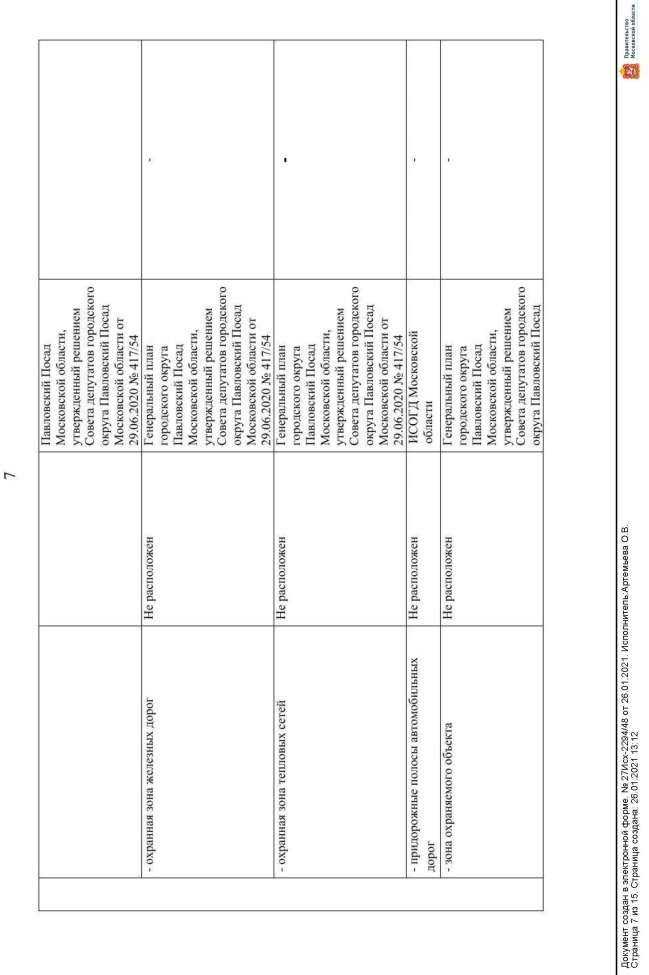 7
Павловский Посад
Московской области,
утвержденный решением
Совета депутатов городского
округа Павловский Посад
Московской области от
29.06.2020 № 417/54
- охранная зона железных дорог
Не расположен
Генеральный план
городского округа
Павловский Посад
Московской области,
утвержденный решением
Совета депутатов городского
округа Павловский Посад
Московской области от
29.06.2020 № 417/54
-
- охранная зона тепловых сетей
Не расположен
Генеральный план
городского округа
Павловский Посад
Московской области,
утвержденный решением
Совета депутатов городского
округа Павловский Посад
Московской области от
29.06.2020 № 417/54
-
- придорожные полосы автомобильных
дорог
Не расположен
ИСОГД Московской
области
-
- зона охраняемого объекта
Не расположен
Генеральный план
городского округа
Павловский Посад
Московской области,
утвержденный решением
Совета депутатов городского
округа Павловский Посад
-
Документ создан в электронной форме. № 27Исх-2294/48 от 26.01.2021. Исполнитель:Артемьева О.В.
Страница 7 из 15. Страница создана: 26.01.2021 13:12
Правительство
Московской области